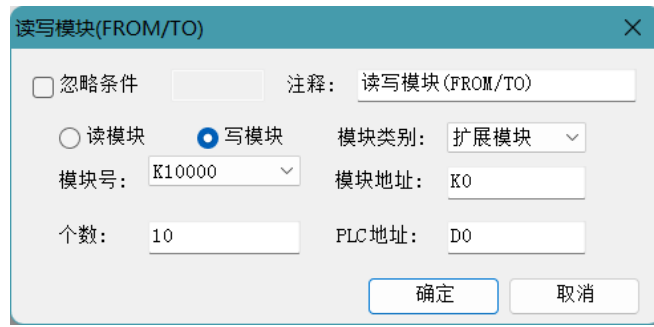 读写模块(FROM/TO)
忽略条件 注释: 读写模块(FROM/TO)
读模块 写模块 模块类别: 扩展模块
模块号: K10000 模块地址: K0
个数: 10 PLC地址: D0
确定 取消